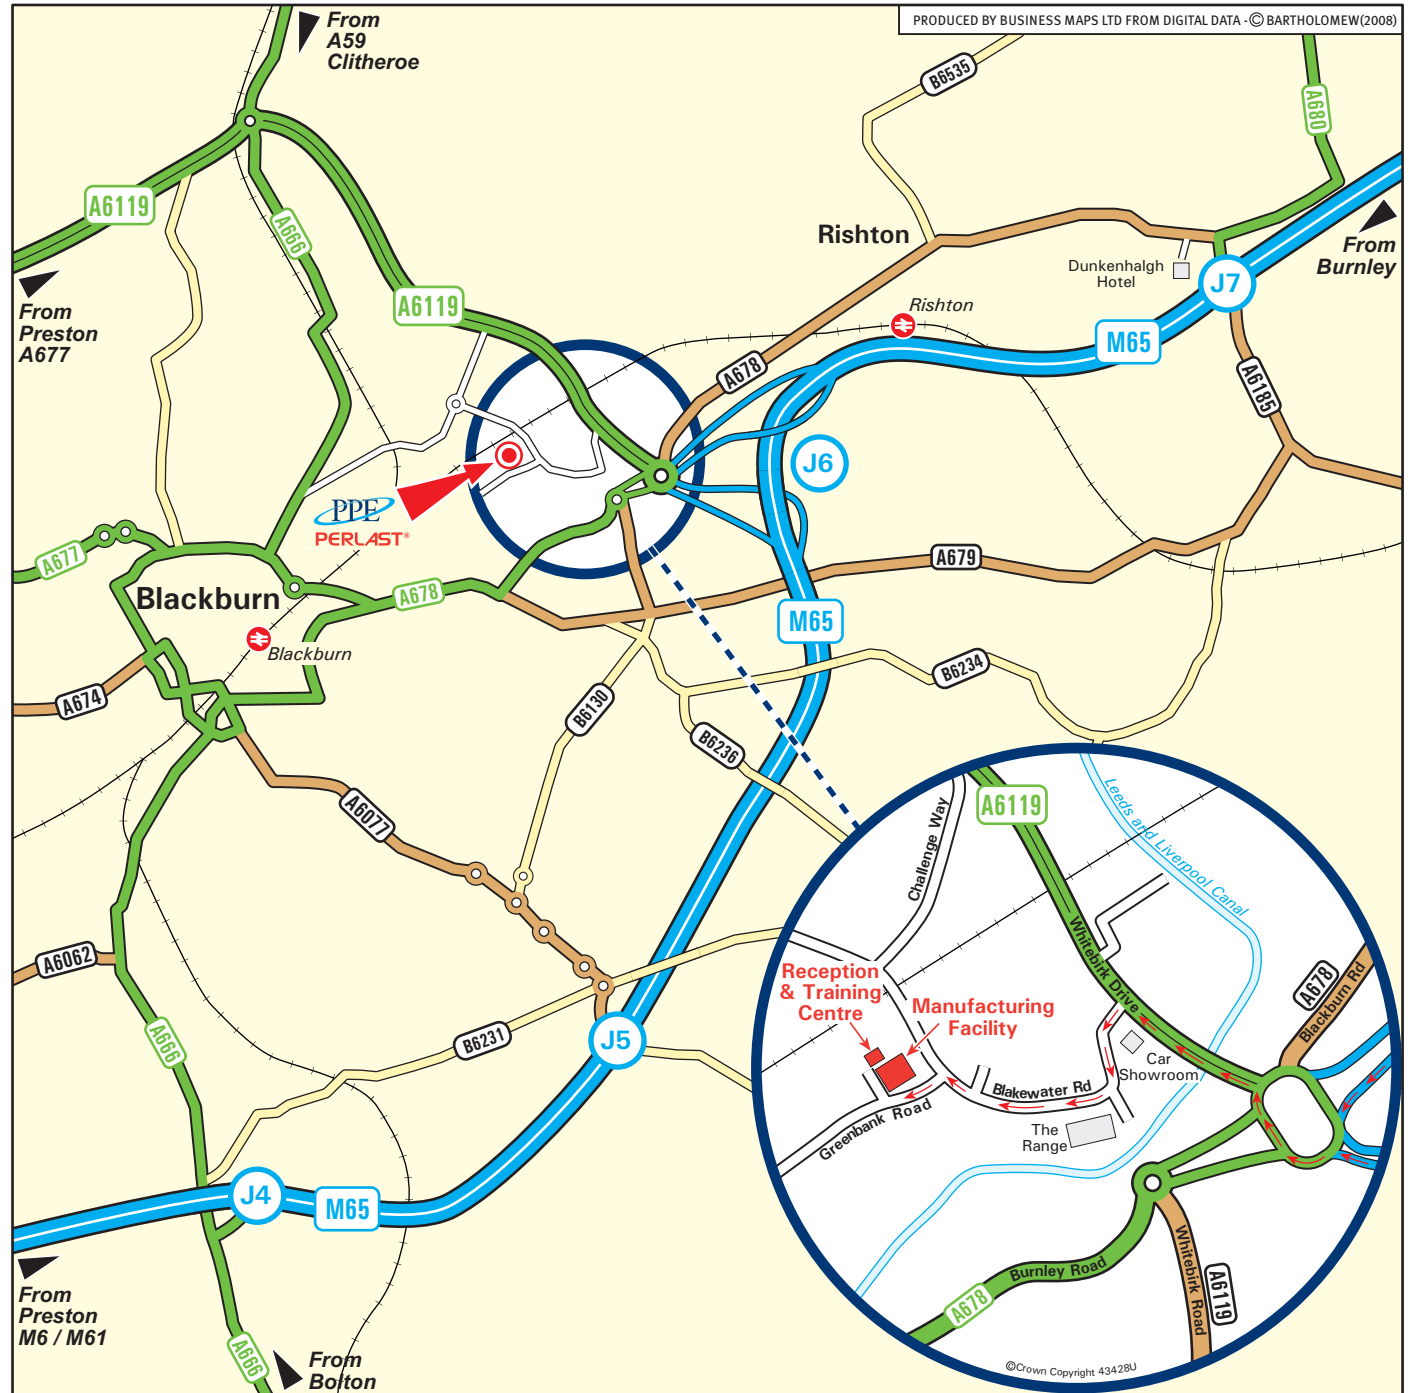 PRODUCED BY BUSINESS MAPS LTD FROM DIGITAL DATA - © BARTHOLOMEW(2008)
From
A59
Clitheroe
B6535
A680
A6119
A666
From
Preston
A677
Rishton
Dunkenhalgh
Hotel
From
Burnley
J7
A6119
Rishton
M65
A678
A6185
J6
PPE
PERLAST®
A677
A679
Blackburn
A678
M65
Blackburn
B6234
A674
B6130
B6236
A6077
A6062
A666
B6231
J5
J4
M65
From
Preston
M6 / M61
A666
From
Bolton
A6119
Challenge Way
Leeds and Liverpool Canal
Whitebirk Drive
A678
Blackburn Rd
Reception
& Training
Centre
Manufacturing
Facility
Car
Showroom
Blakewater Rd
Greenbank Road
The
Range
Burnley Road
A678
Whitebirk Road
A6119
©Crown Copyright 43428U